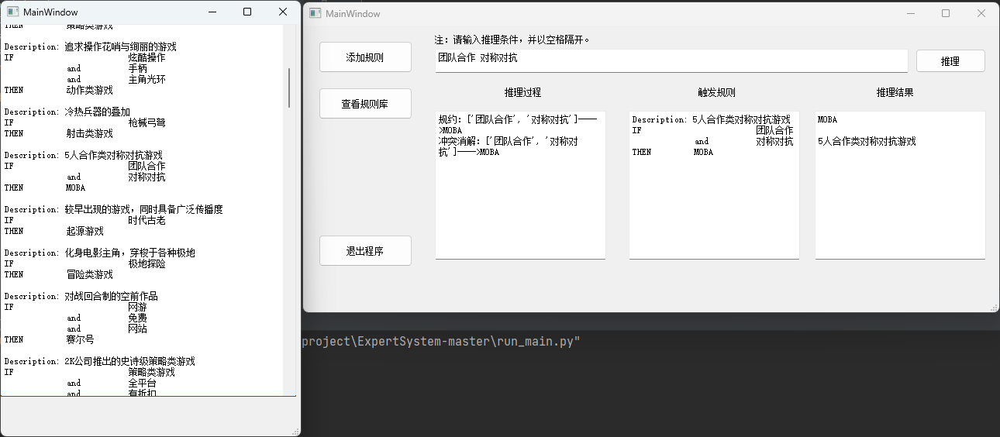 MainWindow
THEN 策略类游戏
Description: 追求操作花哨与绚丽的游戏
IF 炫酷操作
and 手柄
and 主角光环
THEN 动作类游戏
Description: 冷热兵器的叠加
IF 枪械弓弩
THEN 射击类游戏
Description: 5人合作类对称对抗游戏
IF 团队合作
and 对称对抗
THEN MOBA
Description: 较早出现的游戏，同时具备广泛传播度
IF 时代古老
THEN 起源游戏
Description: 化身电影主角，穿梭于各种极地
IF 极地探险
THEN 冒险类游戏
Description: 对战回合制的空前作品
IF 网游
and 免费
and 网站
THEN 赛尔号
Description: 2K公司推出的史诗级策略类游戏
IF 策略类游戏
and 全平台
and 有折扣
MainWindow
添加规则
查看规则库
退出程序
注：请输入推理条件，并以空格隔开。
团队合作 对称对抗
推理
推理过程
规约：['团队合作', '对称对抗']----
>MOBA
冲突消解：['团队合作', '对称对
抗']---->MOBA
触发规则
Description: 5人合作类对称对抗游戏
IF 团队合作
and 对称对抗
THEN MOBA
推理结果
MOBA
5人合作类对称对抗游戏
project\ExpertSystem-master\run_main.py"